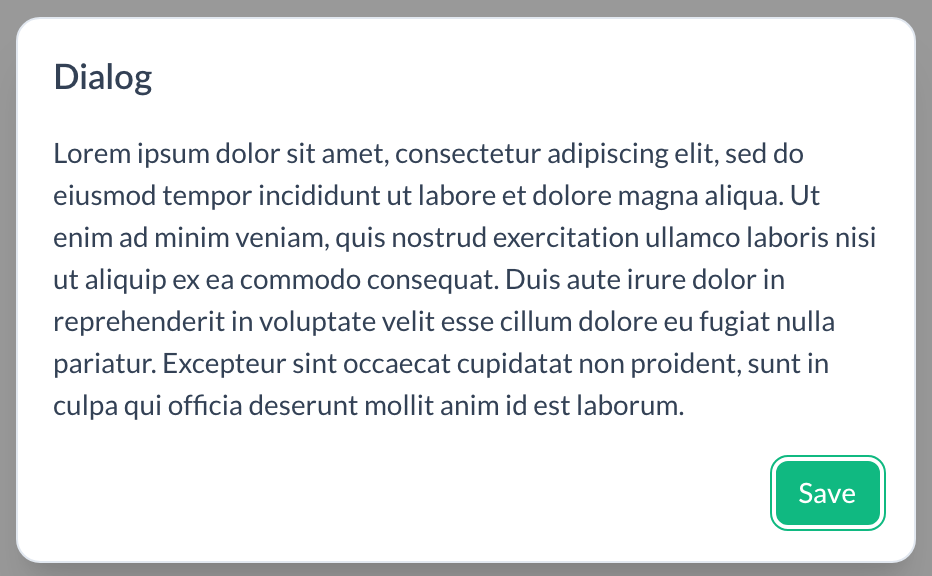 Dialog
Lorem ipsum dolor sit amet, consectetur adipiscing elit, sed do
eiusmod tempor incididunt ut labore et dolore magna aliqua. Ut
enim ad minim veniam, quis nostrud exercitation ullamco laboris nisi
ut aliquip ex ea commodo consequat. Duis aute irure dolor in
reprehenderit in voluptate velit esse cillum dolore eu fugiat nulla
pariatur. Excepteur sint occaecat cupidatat non proident, sunt in
culpa qui officia deserunt mollit anim id est laborum.
Save